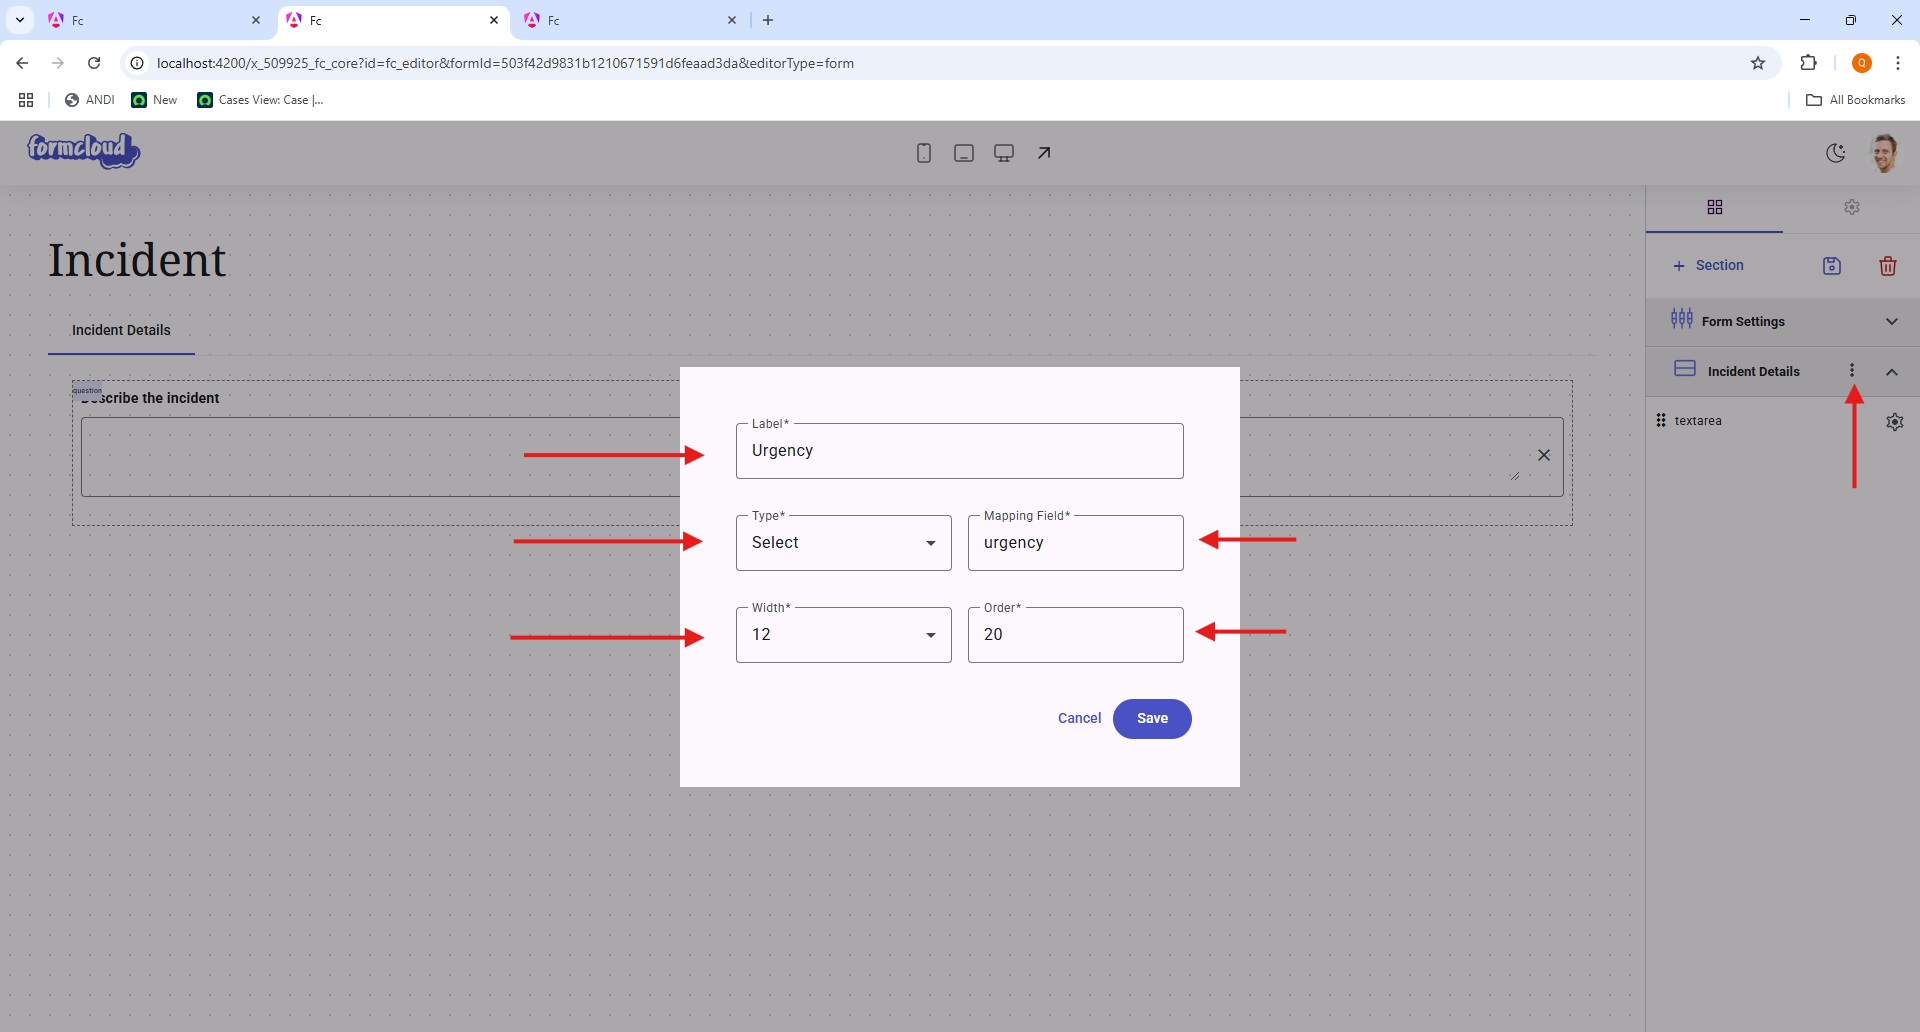 Fc
Fc
Fc
localhost:4200/x_509925_fc_core?id=fc_editor&formId=503f42d9831b1210671591d6feaad3da&editorType=form
Q
ANDI
New
Cases View: Case |...
All Bookmarks
formcloud
Incident
Section
Form Settings
Incident Details
Incident Details
textarea
question
scribe the incident
Label*
Urgency
Type*
Select
Mapping Field*
urgency
Width*
12
Order*
20
Cancel
Save